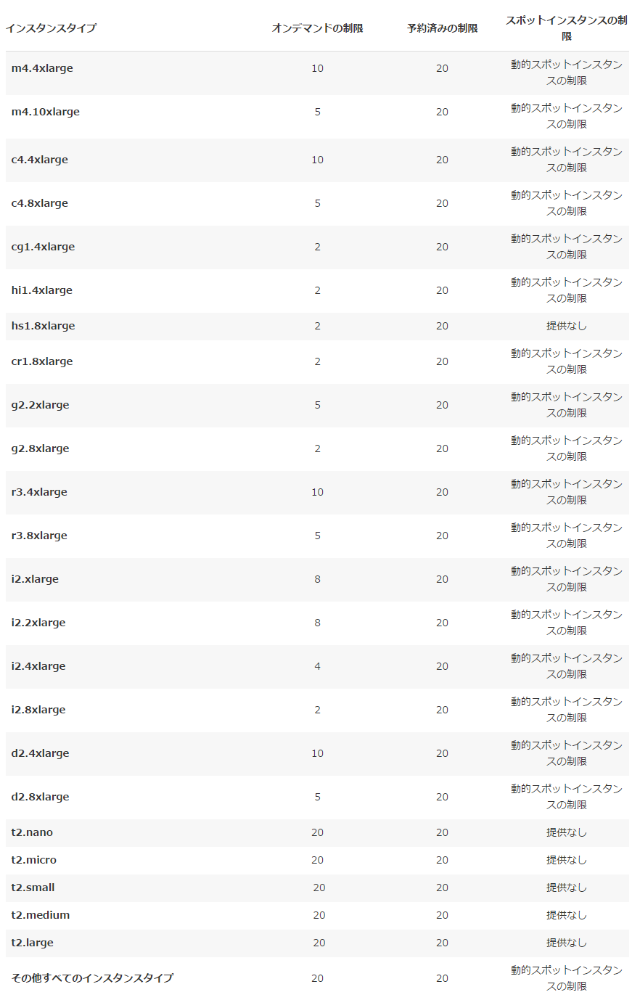 インスタンスタイプ オンデマンドの制限 予約済みの制限 スポットインスタンスの制
限
m4.4xlarge 10 20 動的スポットインスタン
スの制限
m4.10xlarge 5 20 動的スポットインスタン
スの制限
c4.4xlarge 10 20 動的スポットインスタン
スの制限
c4.8xlarge 5 20 動的スポットインスタン
スの制限
cg1.4xlarge 2 20 動的スポットインスタン
スの制限
hi1.4xlarge 2 20 動的スポットインスタン
スの制限
hs1.8xlarge 2 20 提供なし
cr1.8xlarge 2 20 動的スポットインスタン
スの制限
g2.2xlarge 5 20 動的スポットインスタン
スの制限
g2.8xlarge 2 20 動的スポットインスタン
スの制限
r3.4xlarge 10 20 動的スポットインスタン
スの制限
r3.8xlarge 5 20 動的スポットインスタン
スの制限
i2.xlarge 8 20 動的スポットインスタン
スの制限
i2.2xlarge 8 20 動的スポットインスタン
スの制限
i2.4xlarge 4 20 動的スポットインスタン
スの制限
i2.8xlarge 2 20 動的スポットインスタン
スの制限
d2.4xlarge 10 20 動的スポットインスタン
スの制限
d2.8xlarge 5 20 動的スポットインスタン
スの制限
t2.nano 20 20 提供なし
t2.micro 20 20 提供なし
t2.small 20 20 提供なし
t2.medium 20 20 提供なし
t2.large 20 20 提供なし
その他すべてのインスタンスタイプ 20 20 動的スポットインスタン
スの制限